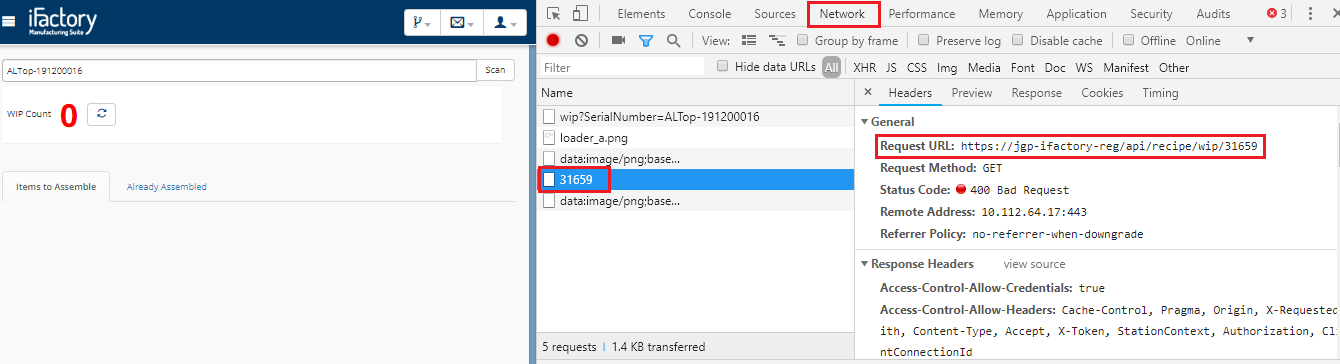 iFactory
Manufacturing Suite
ALTop-191200016
Scan
WIP Count 0
Items to Assemble
Already Assembled
Elements Console Sources Network Performance Memory Application Security Audits 3
View: Group by frame Preserve log Disable cache Offline Online
Filter Hide data URLs All XHR JS CSS Img Media Font Doc WS Manifest Other
Name
wip?SerialNumber=ALTop-191200016
loader_a.png
data:image/png;base...
31659
data:image/png;base...
5 requests 1.4 KB transferred
× Headers Preview Response Cookies Timing
General
Request URL: https://jgp-ifactory-reg/api/recipe/wip/31659
Request Method: GET
Status Code: 400 Bad Request
Remote Address: 10.112.64.17:443
Referrer Policy: no-referrer-when-downgrade
Response Headers view source
Access-Control-Allow-Credentials: true
Access-Control-Allow-Headers: Cache-Control, Pragma, Origin, X-Requested
ith, Content-Type, Accept, X-Token, StationContext, Authorization, Cli
ntConnectionId